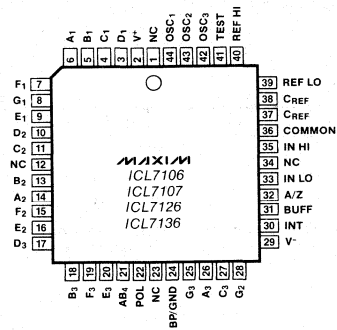 A1 B1 C1 D1 V+ NC OSC1 OSC2 OSC3 TEST REF HI
6 5 4 3 2 1 44 43 42 41 40
F1 7
G1 8
E1 9
D2 10
C2 11
NC 12
B2 13
A2 14
F2 15
E2 16
D3 17
MAXIM
ICL7106
ICL7107
ICL7126
ICL7136
39 REF LO
38 CREF
37 CREF
36 COMMON
35 IN HI
34 NC
33 IN LO
32 A/Z
31 BUFF
30 INT
29 V-
18 19 20 21 22 23 24 25 26 27 28
B3 F3 E3 AB4 POL NC BP/GND G3 A3 C3 G2